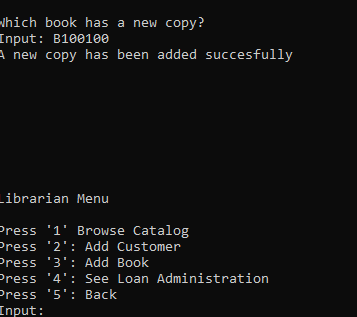 Which book has a new copy?
Input: B100100
A new copy has been added succesfully
Librarian Menu
Press '1' Browse Catalog
Press '2': Add Customer
Press '3': Add Book
Press '4': See Loan Administration
Press '5': Back
Input: